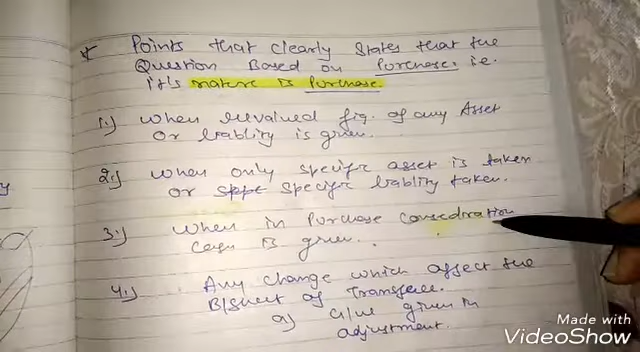 * Points that clearly States that the
Question Based on Purchase. i.e.
it's nature is Purchase.
1.) When revalued fig. of any Asset
Or liablity is given.
2.) When only specific asset is taken
or specific liablity taken.
3.) When in Purchase Consedration
Cash is given..
4.) Any change which affect the
B/sheet of Transferee.
as given in
adjustment.
Made with
VideoShow